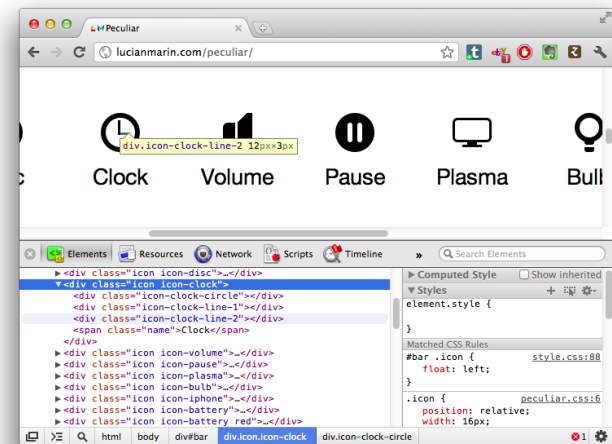 LM Peculiar
lucianmarin.com/peculiar/
div.icon-clock-line-2 12px×3px
c Clock Volume Pause Plasma Bulb
Elements Resources Network Scripts Timeline » Search Elements
▶<div class="icon icon-disc">…</div>
▼<div class="icon icon-clock">
<div class="icon-clock-circle"></div>
<div class="icon-clock-line-1"></div>
<div class="icon-clock-line-2"></div>
<span class="name">Clock</span>
</div>
▶<div class="icon icon-volume">…</div>
▶<div class="icon icon-pause">…</div>
▶<div class="icon icon-plasma">…</div>
▶<div class="icon icon-bulb">…</div>
▶<div class="icon icon-iphone">…</div>
▶<div class="icon icon-battery">…</div>
▶<div class="icon icon-battery red">…</div>
▶ Computed Style Show inherited
▼ Styles
element.style {
}
Matched CSS Rules
#bar .icon { style.css:88
float: left;
}
.icon { peculiar.css:6
position: relative;
width: 16px;
html body div#bar div.icon.icon-clock div.icon-clock-circle 1